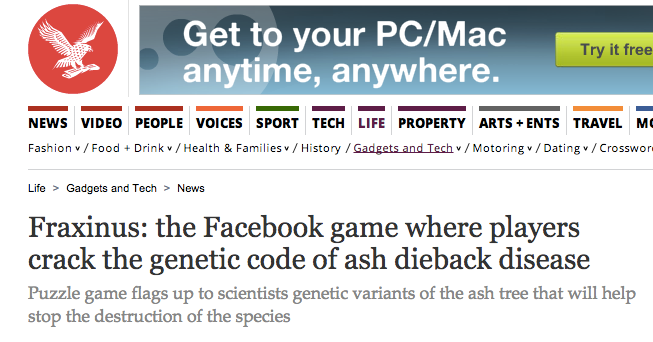 Get to your PC/Mac
anytime, anywhere.
Try it free
NEWS VIDEO PEOPLE VOICES SPORT TECH LIFE PROPERTY ARTS + ENTS TRAVEL
Fashion / Food + Drink / Health & Families / History / Gadgets and Tech / Motoring / Dating / Crosswor
Life > Gadgets and Tech > News
Fraxinus: the Facebook game where players
crack the genetic code of ash dieback disease
Puzzle game flags up to scientists genetic variants of the ash tree that will help
stop the destruction of the species